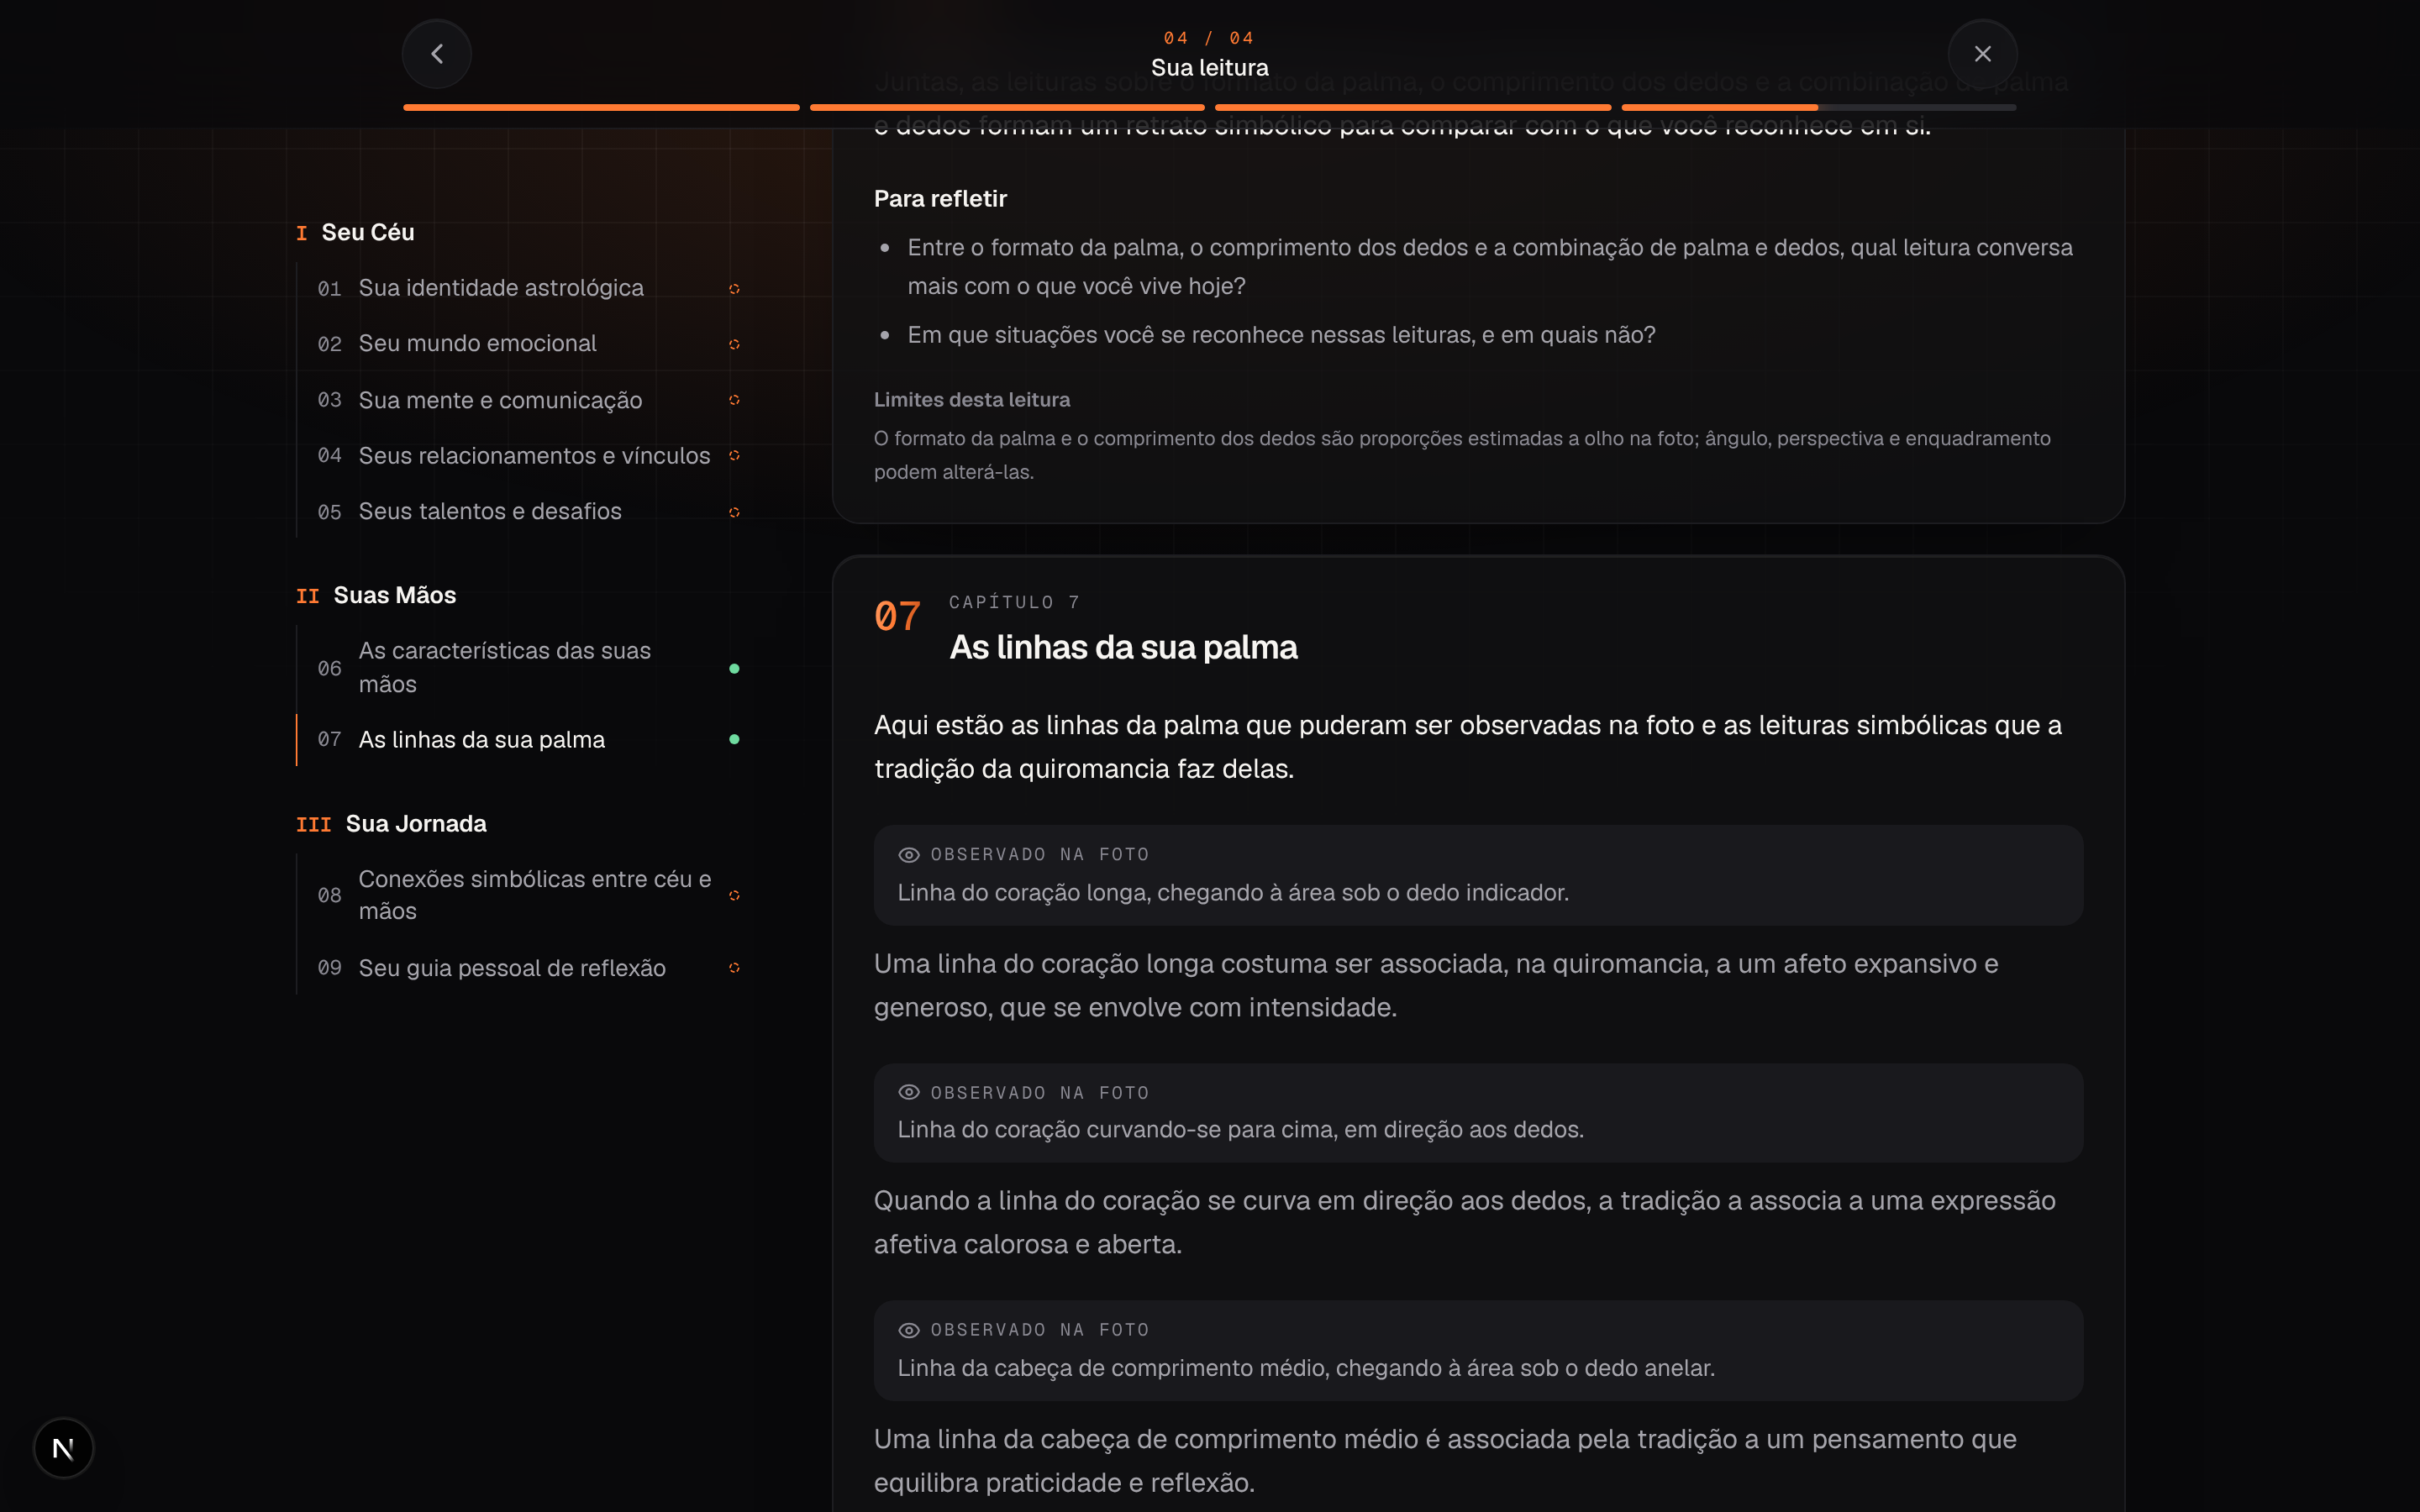 04 / 04
Sua leitura
Juntas, as leituras sobre o formato da palma, o comprimento dos dedos e a combinação de palma
e dedos formam um retrato simbólico para comparar com o que você reconhece em si.
I Seu Céu
01 Sua identidade astrológica
02 Seu mundo emocional
03 Sua mente e comunicação
04 Seus relacionamentos e vínculos
05 Seus talentos e desafios
II Suas Mãos
06 As características das suas
mãos
07 As linhas da sua palma
III Sua Jornada
08 Conexões simbólicas entre céu e
mãos
09 Seu guia pessoal de reflexão
Para refletir
Entre o formato da palma, o comprimento dos dedos e a combinação de palma e dedos, qual leitura conversa
mais com o que você vive hoje?
Em que situações você se reconhece nessas leituras, e em quais não?
Limites desta leitura
O formato da palma e o comprimento dos dedos são proporções estimadas a olho na foto; ângulo, perspectiva e enquadramento
podem alterá-las.
07 CAPÍTULO 7
As linhas da sua palma
Aqui estão as linhas da palma que puderam ser observadas na foto e as leituras simbólicas que a
tradição da quiromancia faz delas.
OBSERVADO NA FOTO
Linha do coração longa, chegando à área sob o dedo indicador.
Uma linha do coração longa costuma ser associada, na quiromancia, a um afeto expansivo e
generoso, que se envolve com intensidade.
OBSERVADO NA FOTO
Linha do coração curvando-se para cima, em direção aos dedos.
Quando a linha do coração se curva em direção aos dedos, a tradição a associa a uma expressão
afetiva calorosa e aberta.
OBSERVADO NA FOTO
Linha da cabeça de comprimento médio, chegando à área sob o dedo anelar.
Uma linha da cabeça de comprimento médio é associada pela tradição a um pensamento que
equilibra praticidade e reflexão.
N